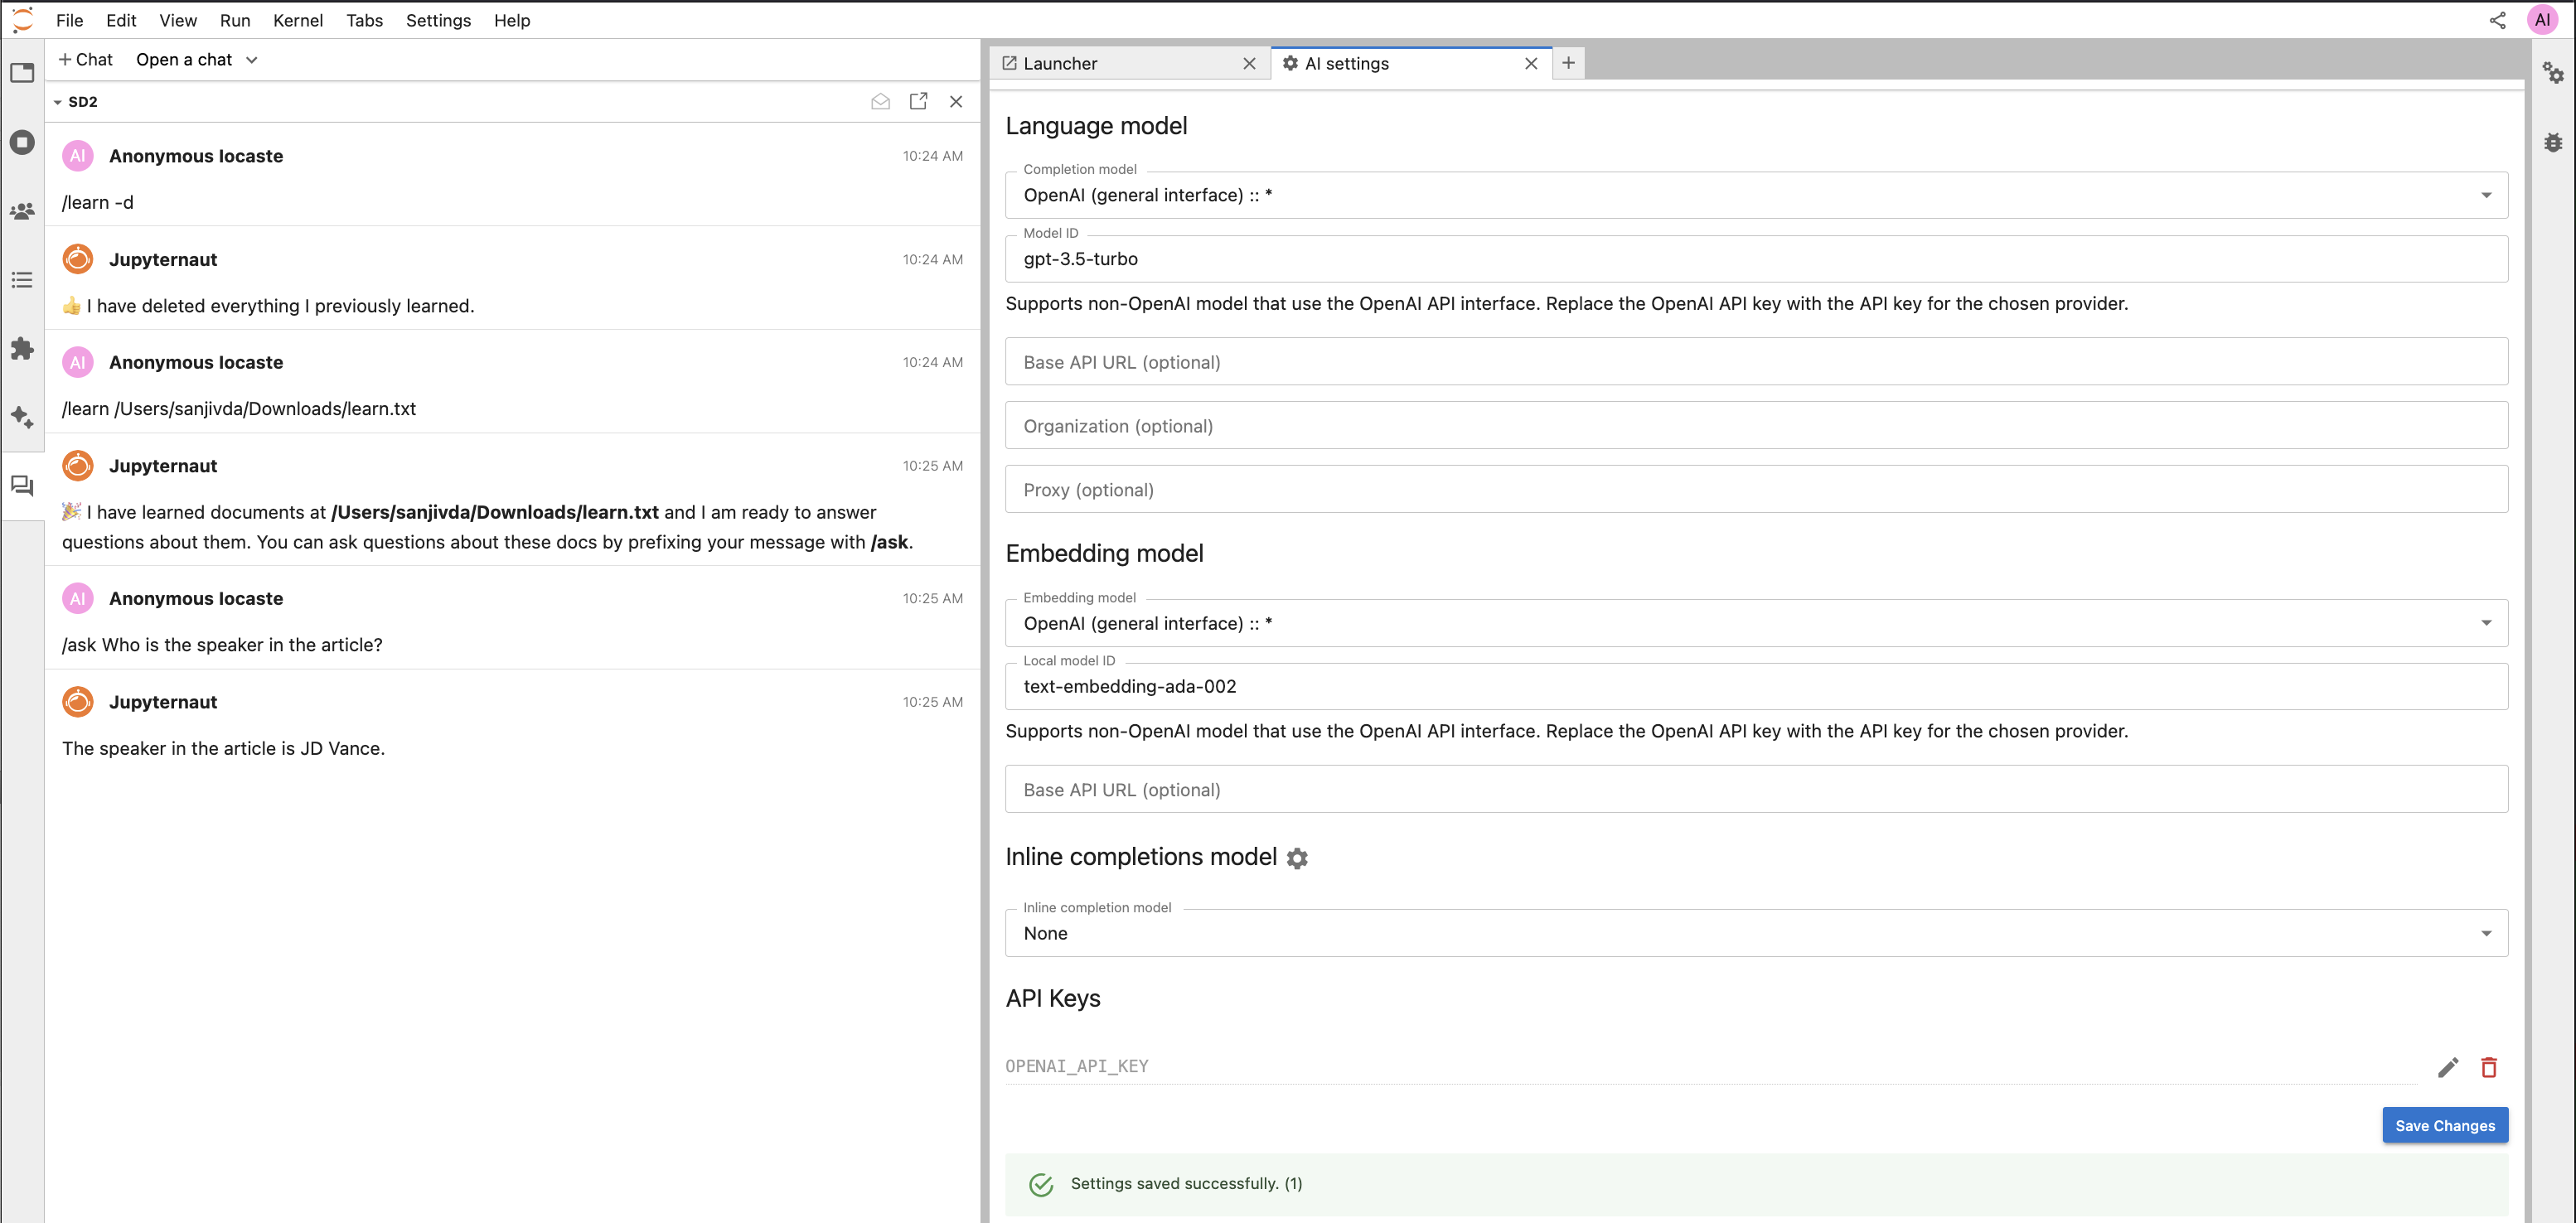 File Edit View Run Kernel Tabs Settings Help
AI
+ Chat Open a chat
SD2
AI Anonymous Iocaste 10:24 AM
/learn -d
Jupyternaut 10:24 AM
👍 I have deleted everything I previously learned.
AI Anonymous Iocaste 10:24 AM
/learn /Users/sanjivda/Downloads/learn.txt
Jupyternaut 10:25 AM
🎉 I have learned documents at /Users/sanjivda/Downloads/learn.txt and I am ready to answer
questions about them. You can ask questions about these docs by prefixing your message with /ask.
AI Anonymous Iocaste 10:25 AM
/ask Who is the speaker in the article?
Jupyternaut 10:25 AM
The speaker in the article is JD Vance.
Launcher
AI settings
Language model
Completion model
OpenAI (general interface) :: *
Model ID
gpt-3.5-turbo
Supports non-OpenAI model that use the OpenAI API interface. Replace the OpenAI API key with the API key for the chosen provider.
Base API URL (optional)
Organization (optional)
Proxy (optional)
Embedding model
Embedding model
OpenAI (general interface) :: *
Local model ID
text-embedding-ada-002
Supports non-OpenAI model that use the OpenAI API interface. Replace the OpenAI API key with the API key for the chosen provider.
Base API URL (optional)
Inline completions model
Inline completion model
None
API Keys
OPENAI_API_KEY
Save Changes
Settings saved successfully. (1)